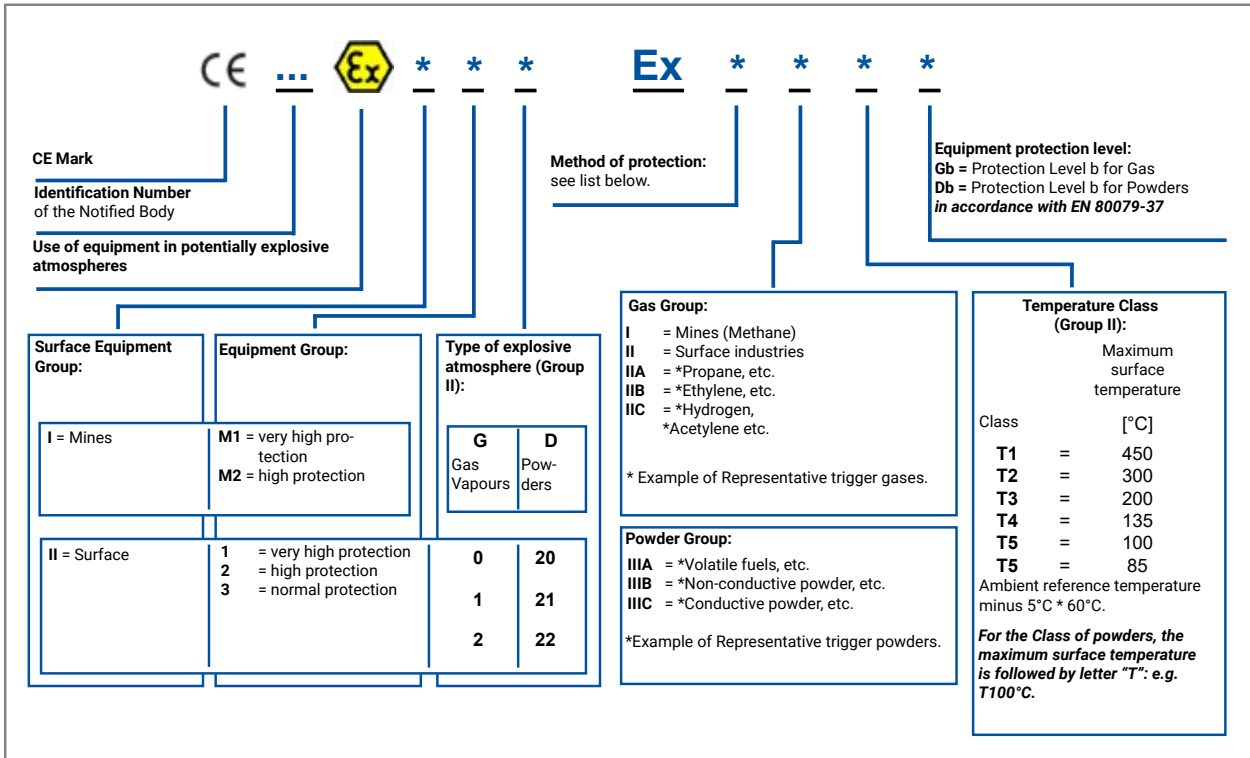 CE ... Ex * * * Ex * * * *
CE Mark
Identification Number
of the Notified Body
Use of equipment in potentially explosive
atmospheres
Method of protection:
see list below.
Equipment protection level:
Gb = Protection Level b for Gas
Db = Protection Level b for Powders
in accordance with EN 80079-37
Surface Equipment
Group:
I = Mines
II = Surface
Equipment Group:
M1 = very high pro-
tection
M2 = high protection
1 = very high protection
2 = high protection
3 = normal protection
Type of explosive
atmosphere (Group
II):
G D
Gas Pow-
Vapours ders
0 20
1 21
2 22
Gas Group:
I = Mines (Methane)
II = Surface industries
IIA = *Propane, etc.
IIB = *Ethylene, etc.
IIC = *Hydrogen,
*Acetylene etc.
* Example of Representative trigger gases.
Powder Group:
IIIA = *Volatile fuels, etc.
IIIB = *Non-conductive powder, etc.
IIIC = *Conductive powder, etc.
*Example of Representative trigger powders.
Temperature Class
(Group II):
Maximum
surface
temperature
Class [°C]
T1 = 450
T2 = 300
T3 = 200
T4 = 135
T5 = 100
T5 = 85
Ambient reference temperature
minus 5°C * 60°C.
For the Class of powders, the
maximum surface temperature
is followed by letter “T”: e.g.
T100°C.